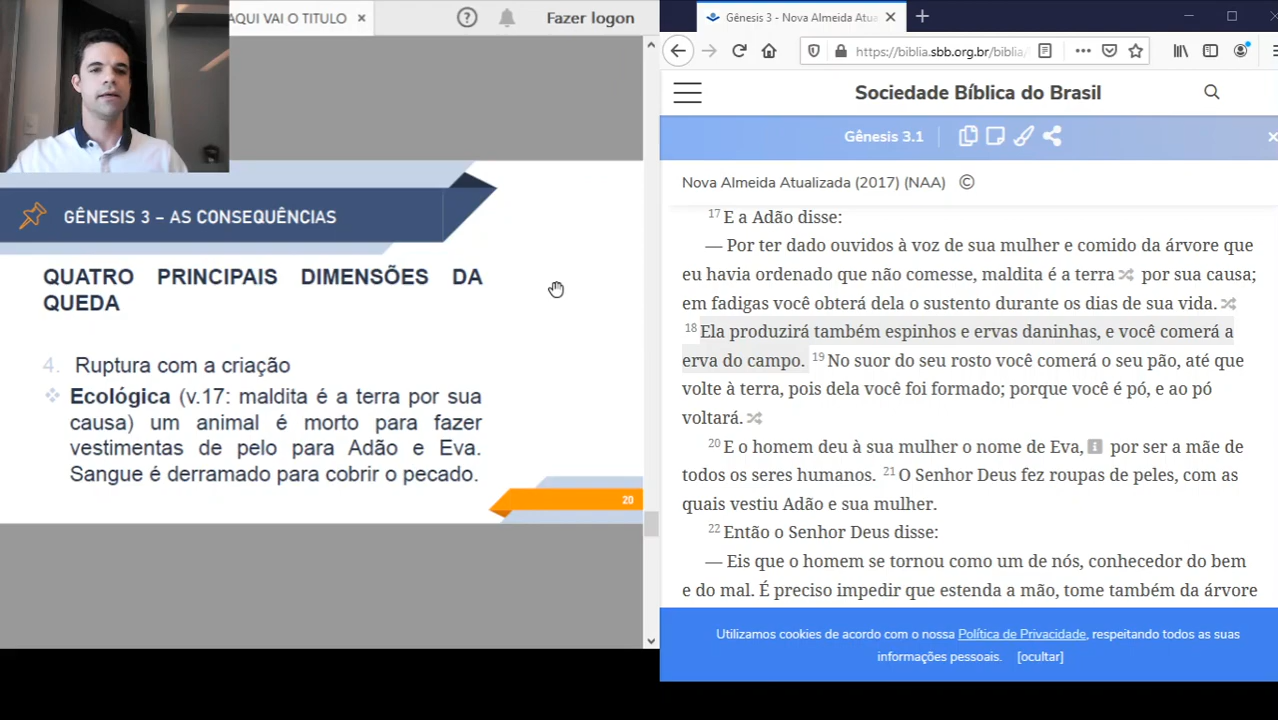 AQUI VAI O TITULO ×
? Fazer logon
GÊNESIS 3 – AS CONSEQUÊNCIAS
QUATRO PRINCIPAIS DIMENSÕES DA
QUEDA
4. Ruptura com a criação
Ecológica (v.17: maldita é a terra por sua
causa) um animal é morto para fazer
vestimentas de pelo para Adão e Eva.
Sangue é derramado para cobrir o pecado.
20
Gênesis 3 - Nova Almeida Atua
https://biblia.sbb.org.br/biblia/
Sociedade Bíblica do Brasil
Gênesis 3.1
Nova Almeida Atualizada (2017) (NAA) ©
17 E a Adão disse:
— Por ter dado ouvidos à voz de sua mulher e comido da árvore que
eu havia ordenado que não comesse, maldita é a terra por sua causa;
em fadigas você obterá dela o sustento durante os dias de sua vida.
18 Ela produzirá também espinhos e ervas daninhas, e você comerá a
erva do campo. 19 No suor do seu rosto você comerá o seu pão, até que
volte à terra, pois dela você foi formado; porque você é pó, e ao pó
voltará.
20 E o homem deu à sua mulher o nome de Eva, por ser a mãe de
todos os seres humanos. 21 O Senhor Deus fez roupas de peles, com as
quais vestiu Adão e sua mulher.
22 Então o Senhor Deus disse:
— Eis que o homem se tornou como um de nós, conhecedor do bem
e do mal. É preciso impedir que estenda a mão, tome também da árvore
Utilizamos cookies de acordo com o nossa Política de Privacidade, respeitando todos as suas
informações pessoais. [ocultar]